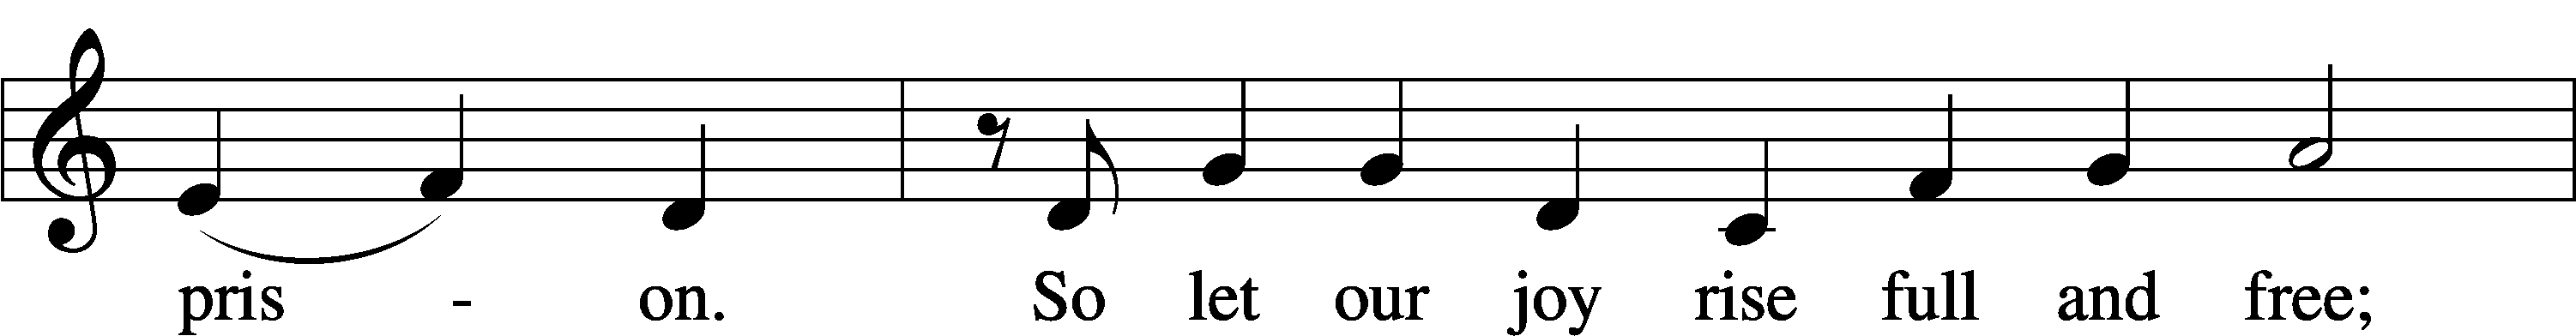 pris - on. So let our joy rise full and free;